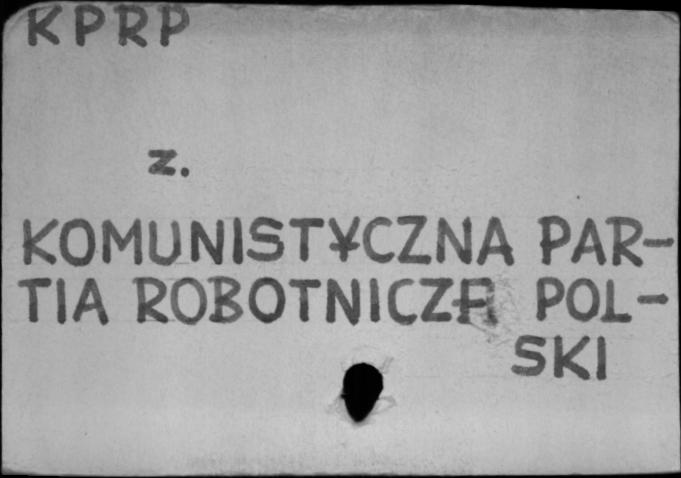 KPRP
z.
KOMUNISTYCZNA PAR-
TIA ROBOTNICZA POL-
SKI